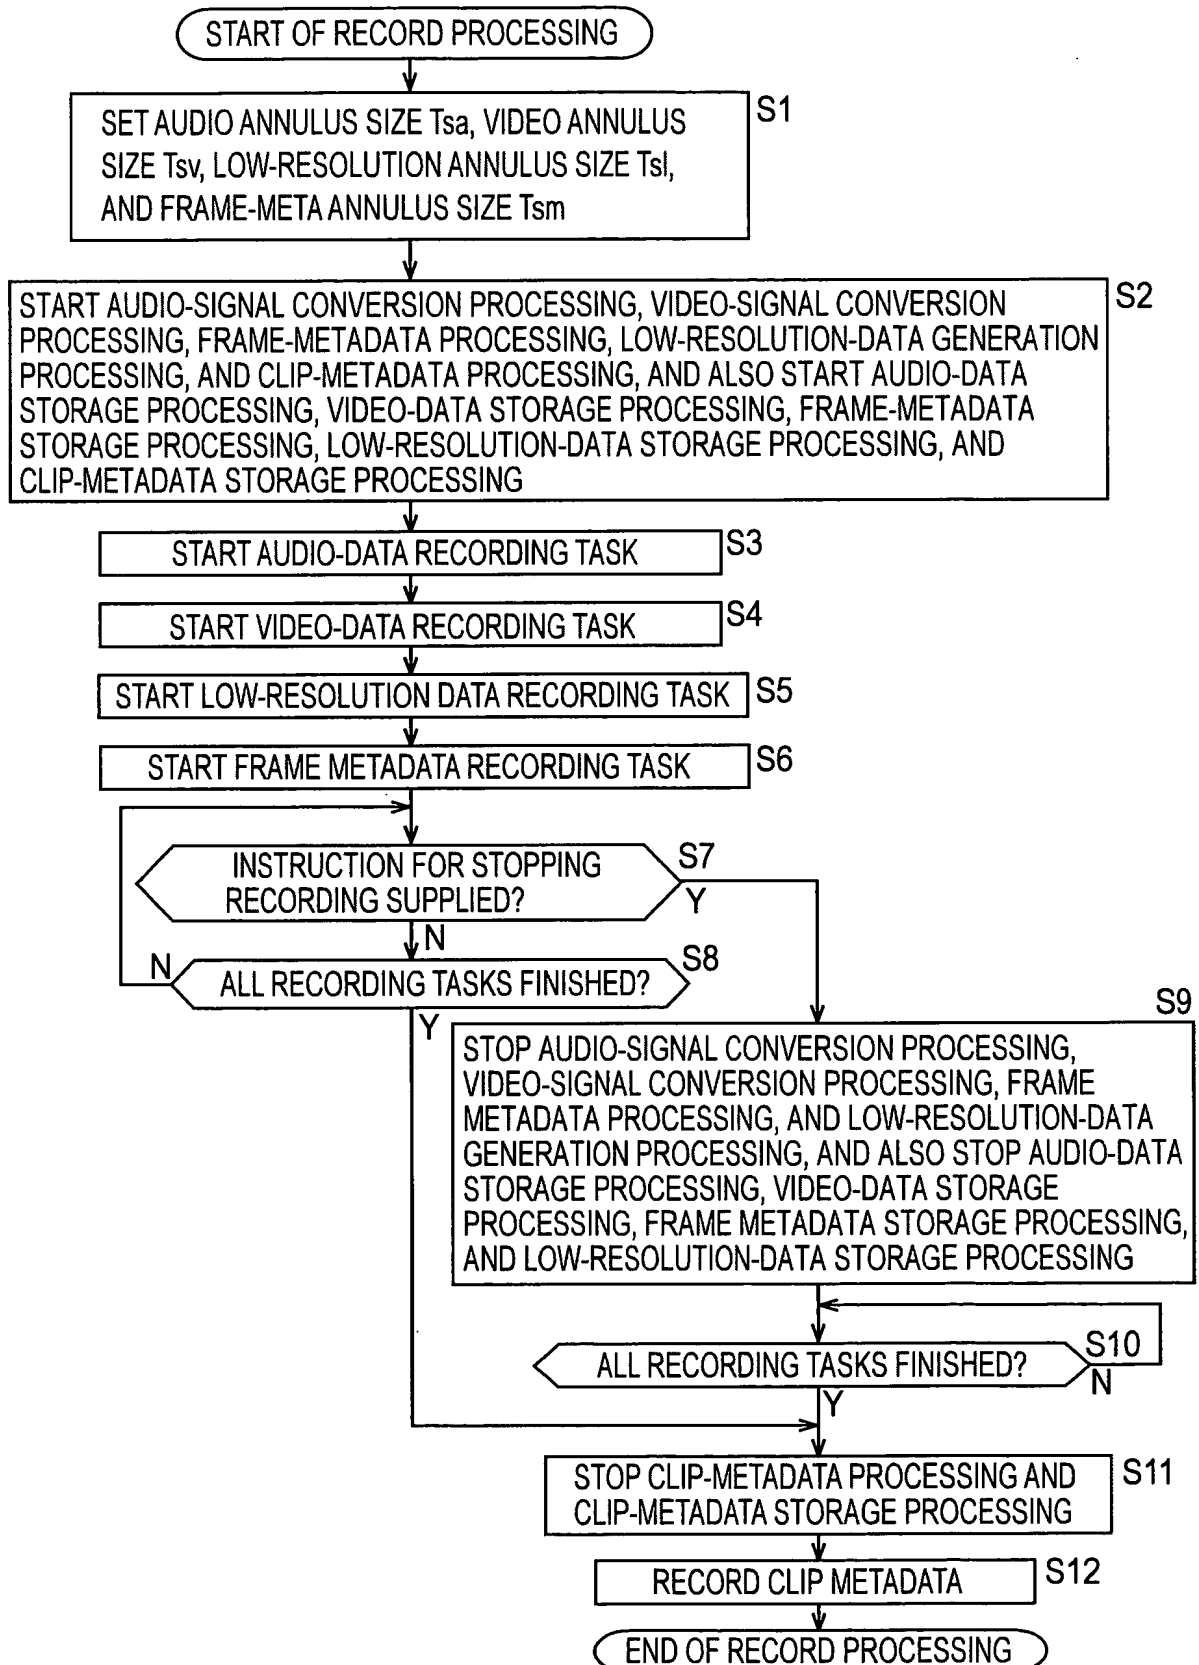 START OF RECORD PROCESSING
S1
SET AUDIO ANNULUS SIZE Tsa, VIDEO ANNULUS
SIZE Tsv, LOW-RESOLUTION ANNULUS SIZE Tsl,
AND FRAME-META ANNULUS SIZE Tsm
S2
START AUDIO-SIGNAL CONVERSION PROCESSING, VIDEO-SIGNAL CONVERSION
PROCESSING, FRAME-METADATA PROCESSING, LOW-RESOLUTION-DATA GENERATION
PROCESSING, AND CLIP-METADATA PROCESSING, AND ALSO START AUDIO-DATA
STORAGE PROCESSING, VIDEO-DATA STORAGE PROCESSING, FRAME-METADATA
STORAGE PROCESSING, LOW-RESOLUTION-DATA STORAGE PROCESSING, AND
CLIP-METADATA STORAGE PROCESSING
START AUDIO-DATA RECORDING TASK S3
START VIDEO-DATA RECORDING TASK S4
START LOW-RESOLUTION DATA RECORDING TASK S5
START FRAME METADATA RECORDING TASK S6
INSTRUCTION FOR STOPPING S7
RECORDING SUPPLIED? Y
N
N ALL RECORDING TASKS FINISHED? S8
Y
S9
STOP AUDIO-SIGNAL CONVERSION PROCESSING,
VIDEO-SIGNAL CONVERSION PROCESSING, FRAME
METADATA PROCESSING, AND LOW-RESOLUTION-DATA
GENERATION PROCESSING, AND ALSO STOP AUDIO-DATA
STORAGE PROCESSING, VIDEO-DATA STORAGE
PROCESSING, FRAME METADATA STORAGE PROCESSING,
AND LOW-RESOLUTION-DATA STORAGE PROCESSING
ALL RECORDING TASKS FINISHED? S10
N
Y
STOP CLIP-METADATA PROCESSING AND S11
CLIP-METADATA STORAGE PROCESSING
RECORD CLIP METADATA S12
END OF RECORD PROCESSING